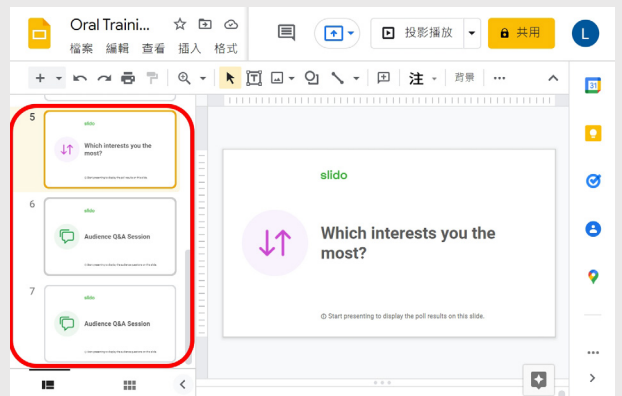 Oral Traini...
檔案 編輯 查看 插入 格式
投影播放
共用
L
注
背景
31
5
slido
Which interests you the
most?
6
slido
Audience Q&A Session
7
slido
Audience Q&A Session
slido
Which interests you the
most?
Start presenting to display the poll results on this slide.